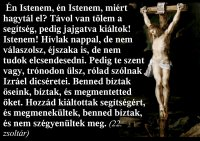 Én Istenem, én Istenem, miért
hagytál el? Távol van tőlem a
segítség, pedig jajgatva kiáltok!
Istenem! Hívlak nappal, de nem
válaszolsz, éjszaka is, de nem
tudok elcsendesedni. Pedig te szent
vagy, trónodon ülsz, rólad szólnak
Izráel dicséretei. Benned bíztak
őseink, bíztak, és megmentetted
őket. Hozzád kiáltottak segítségért,
és megmenekültek, benned bíztak,
és nem szégyenültek meg. (22.
zsoltár)